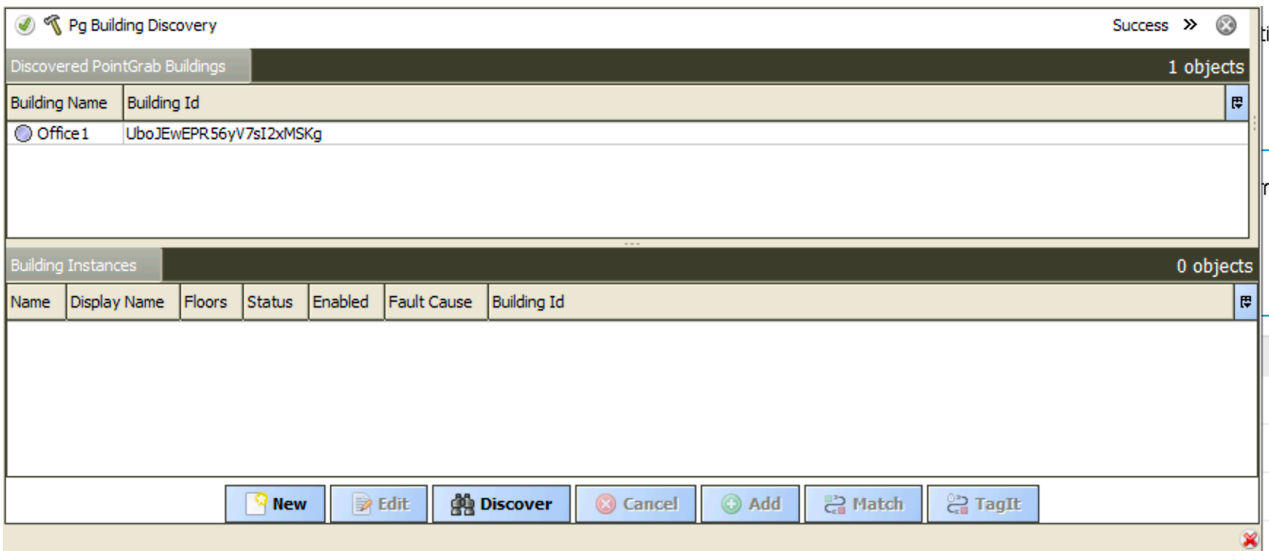 Pg Building Discovery Success »
Discovered PointGrab Buildings 1 objects
Building Name Building Id
Office1 UboJEwEPR56yV7sI2xMSKg
Building Instances 0 objects
Name Display Name Floors Status Enabled Fault Cause Building Id
New Edit Discover Cancel Add Match TagIt